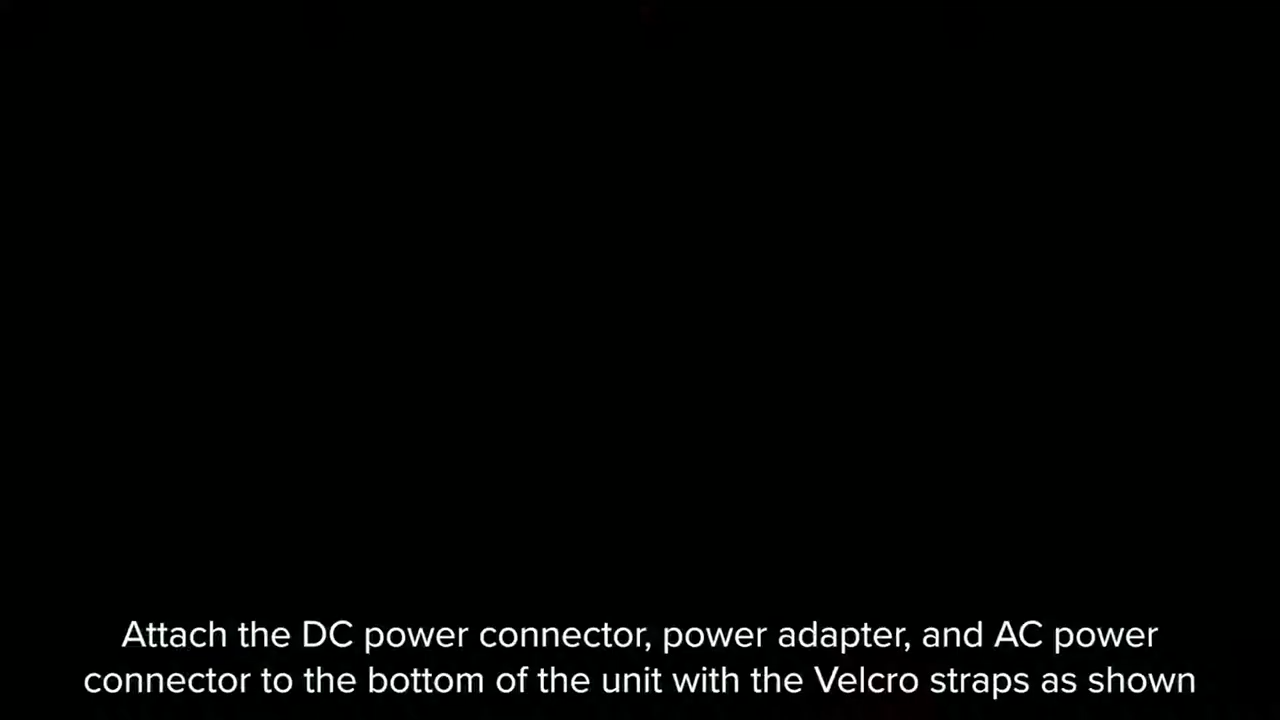 Attach the DC power connector, power adapter, and AC power
connector to the bottom of the unit with the Velcro straps as shown